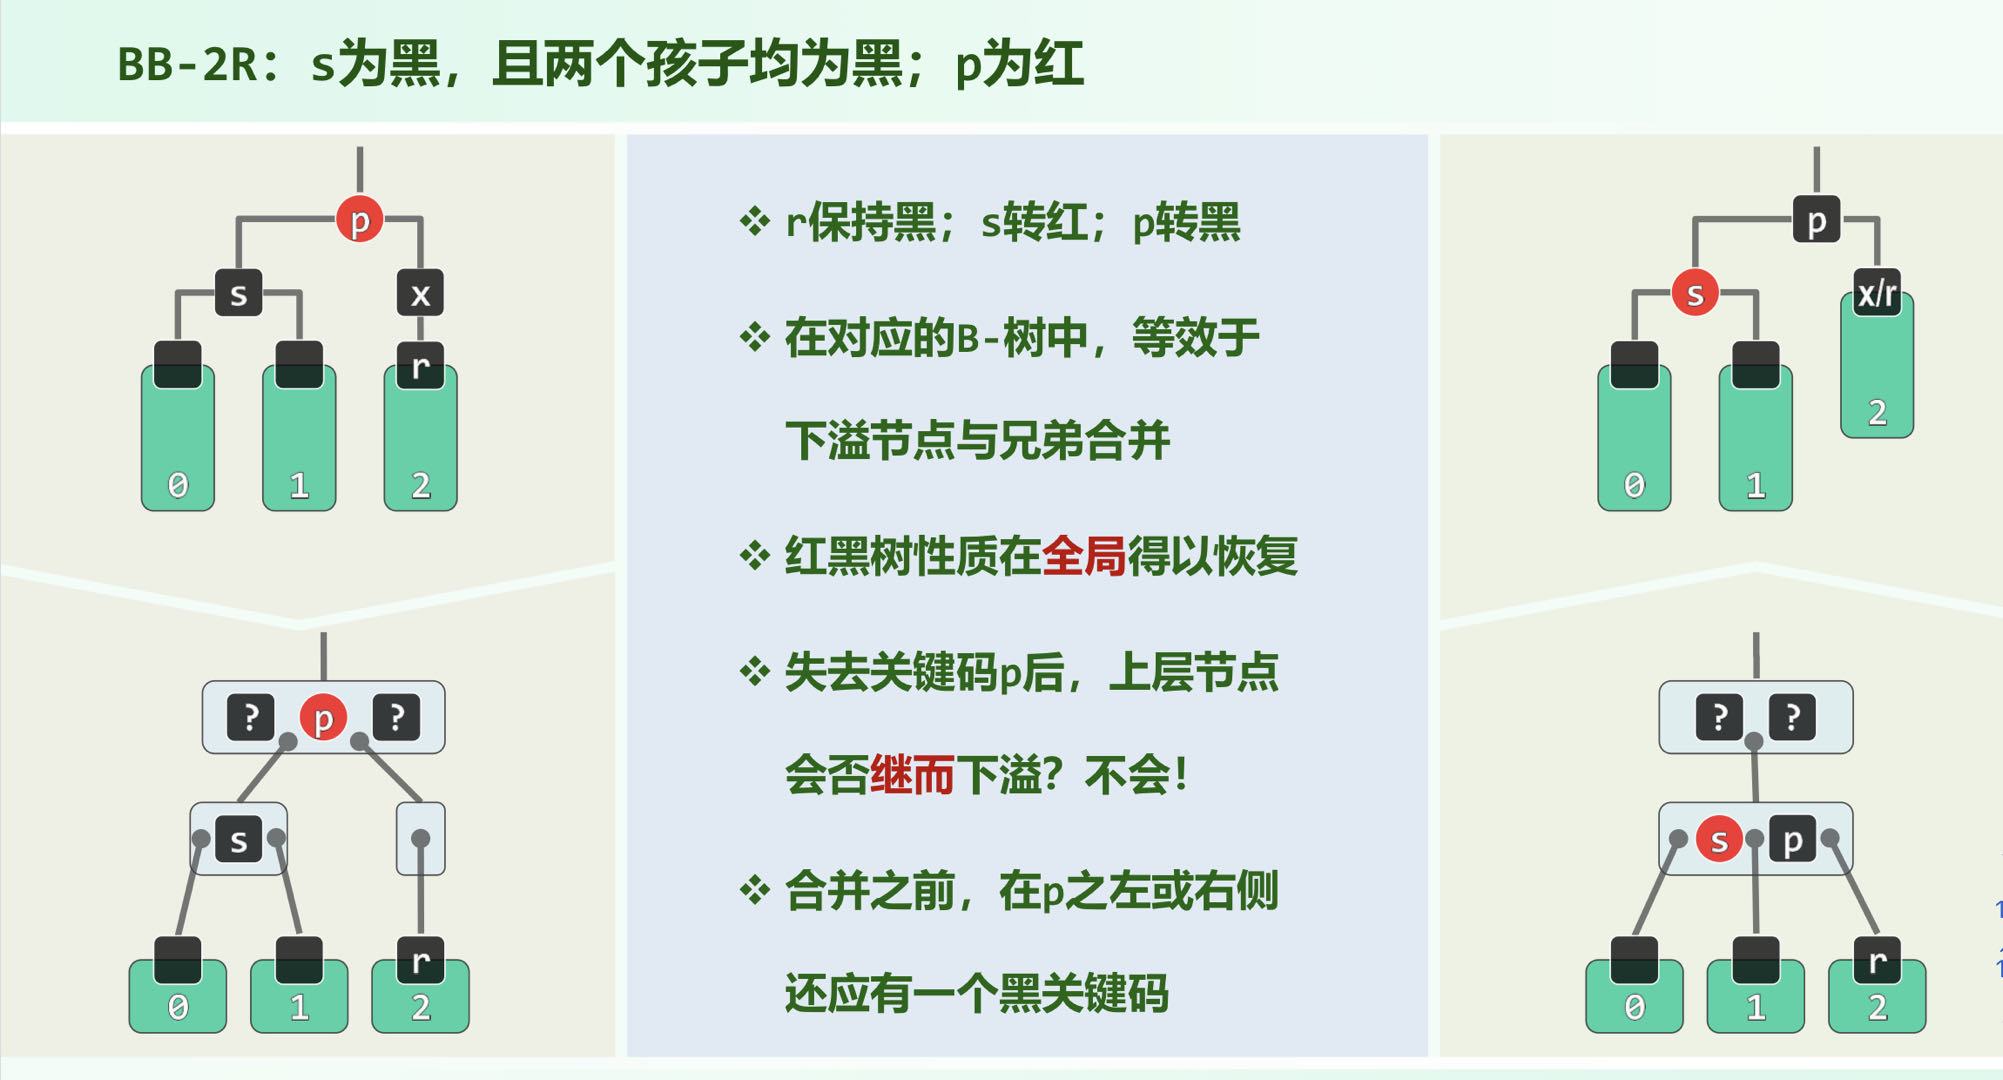 BB-2R：s为黑，且两个孩子均为黑；p为红
p
s
x
r
0
1
2
? p ?
s
r
0
1
2
❖ r保持黑；s转红；p转黑
❖ 在对应的B-树中，等效于
下溢节点与兄弟合并
❖ 红黑树性质在全局得以恢复
❖ 失去关键码p后，上层节点
会否继而下溢？不会！
❖ 合并之前，在p之左或右侧
还应有一个黑关键码
p
s
x/r
2
0
1
? ?
s p
r
0
1
2